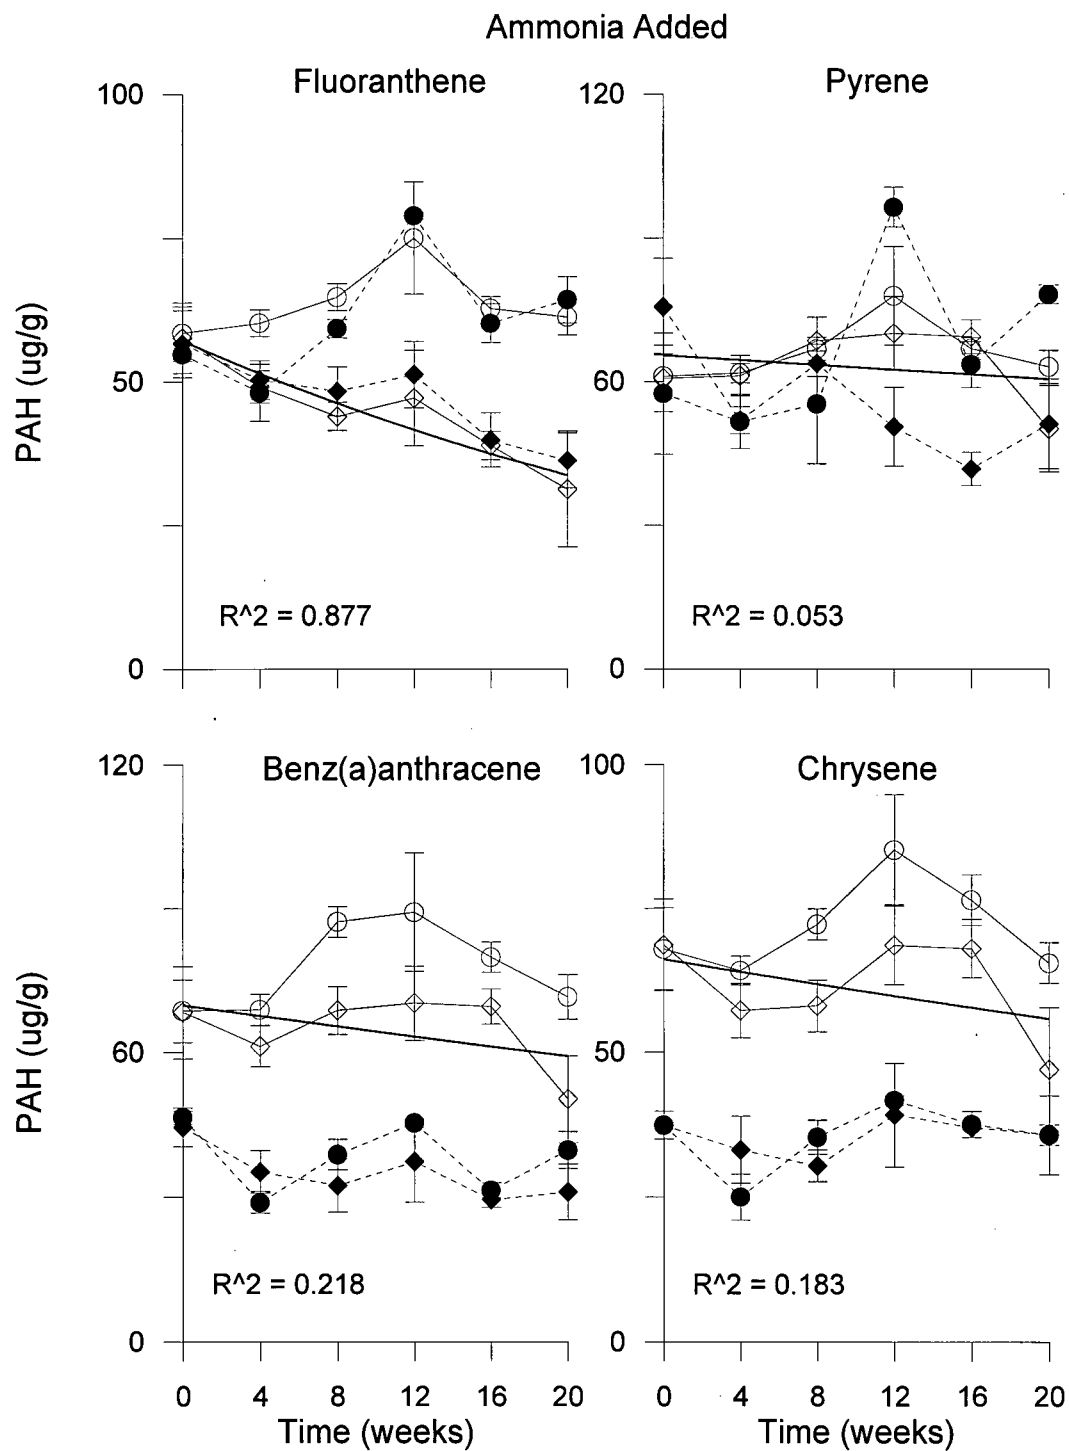 Ammonia Added
Fluoranthene
Pyrene
100
50
0
120
60
0
PAH (ug/g)
R^2 = 0.877
R^2 = 0.053
Benz(a)anthracene
Chrysene
120
60
0
100
50
0
PAH (ug/g)
R^2 = 0.218
R^2 = 0.183
0 4 8 12 16 20
0 4 8 12 16 20
Time (weeks)
Time (weeks)